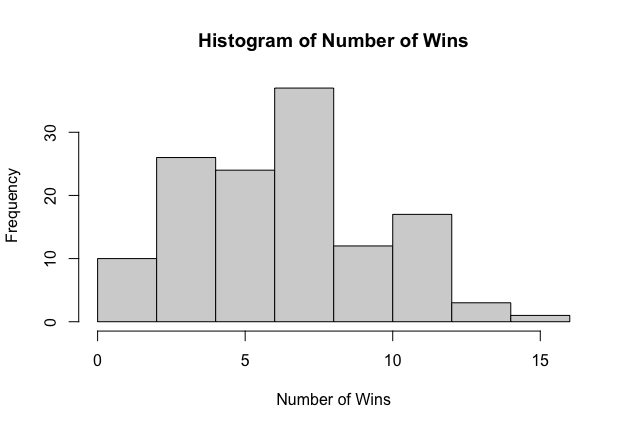 Histogram of Number of Wins
Frequency
30
20
10
0
0 5 10 15
Number of Wins